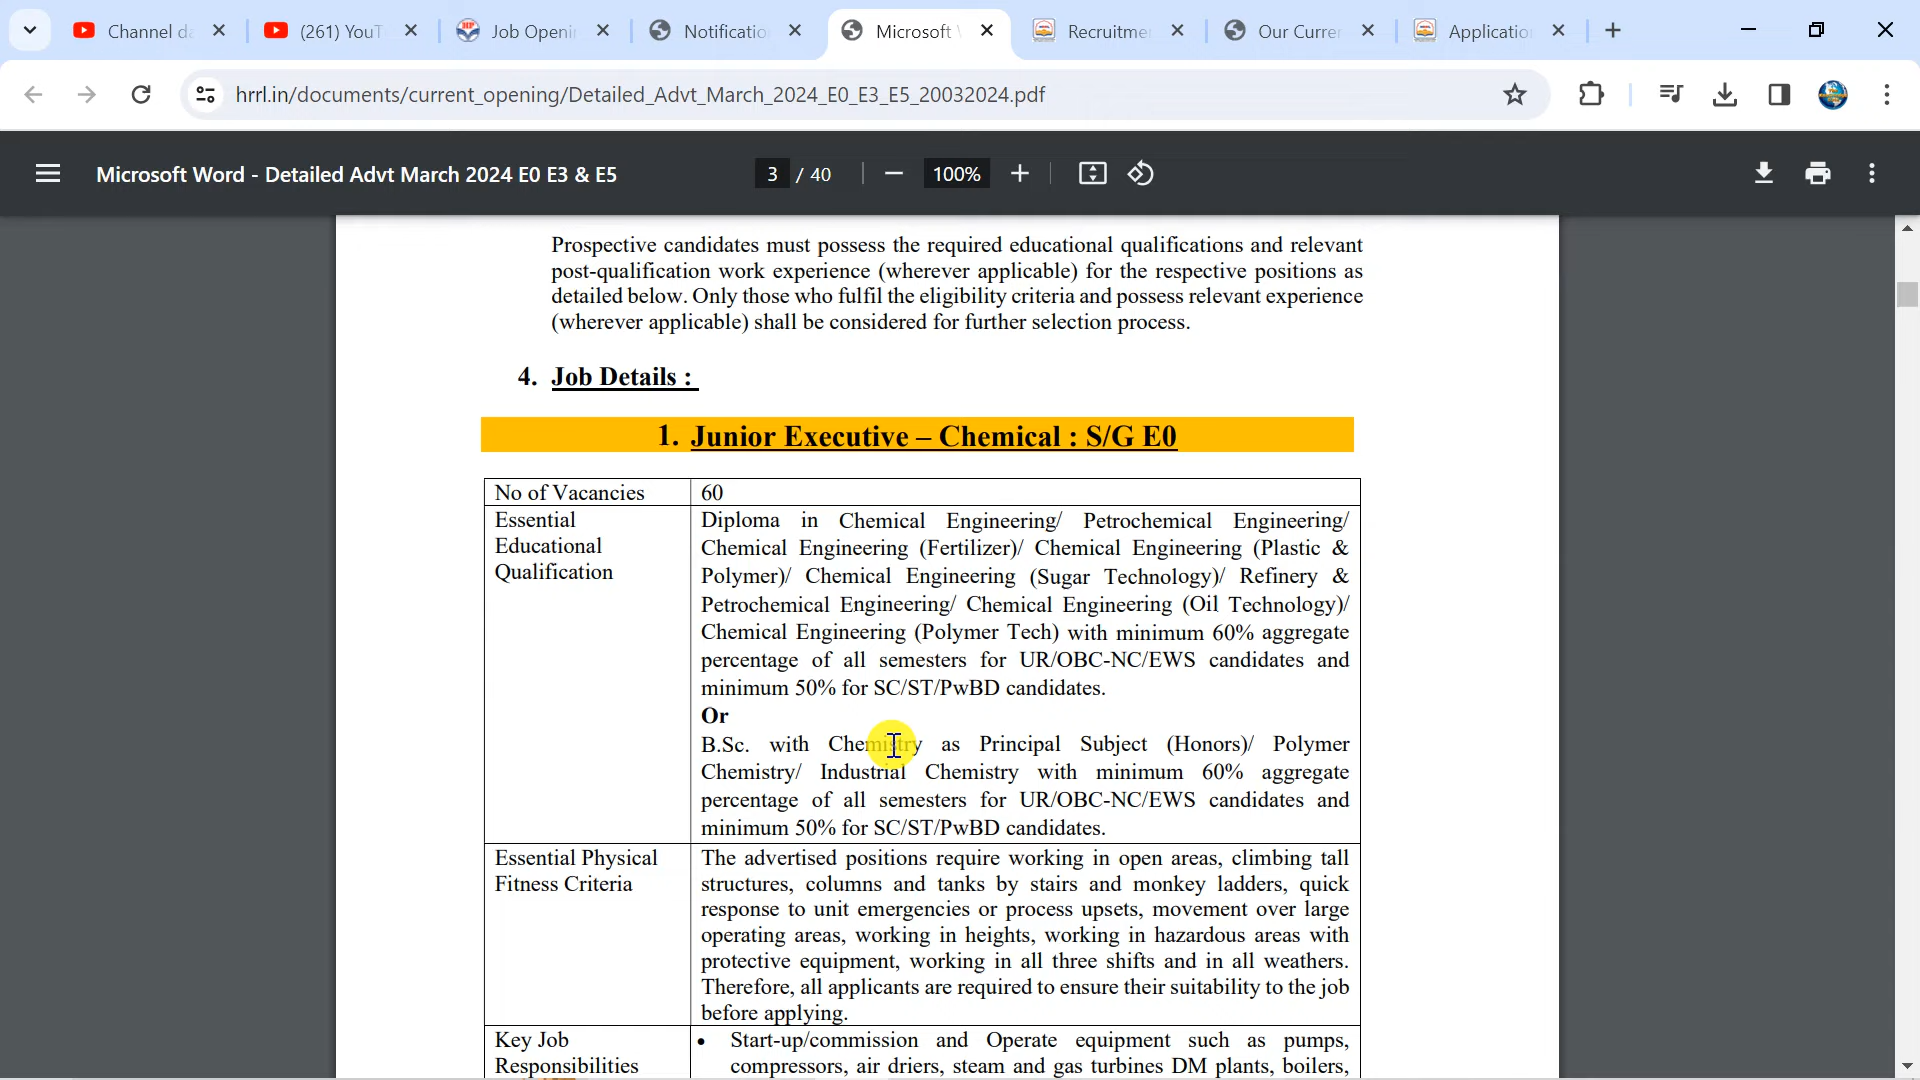 Channel da
(261) YouT
Job Openi
Notificatio
Microsoft
Recruitme
Our Curre
Applicatio
hrrl.in/documents/current_opening/Detailed_Advt_March_2024_E0_E3_E5_20032024.pdf
Microsoft Word - Detailed Advt March 2024 E0 E3 & E5
3 / 40
100%
Prospective candidates must possess the required educational qualifications and relevant
post-qualification work experience (wherever applicable) for the respective positions as
detailed below. Only those who fulfil the eligibility criteria and possess relevant experience
(wherever applicable) shall be considered for further selection process.
4. Job Details :
1. Junior Executive – Chemical : S/G E0
No of Vacancies
60
Essential
Educational
Qualification
Diploma in Chemical Engineering/ Petrochemical Engineering/
Chemical Engineering (Fertilizer)/ Chemical Engineering (Plastic &
Polymer)/ Chemical Engineering (Sugar Technology)/ Refinery &
Petrochemical Engineering/ Chemical Engineering (Oil Technology)/
Chemical Engineering (Polymer Tech) with minimum 60% aggregate
percentage of all semesters for UR/OBC-NC/EWS candidates and
minimum 50% for SC/ST/PwBD candidates.
Or
B.Sc. with Chemistry as Principal Subject (Honors)/ Polymer
Chemistry/ Industrial Chemistry with minimum 60% aggregate
percentage of all semesters for UR/OBC-NC/EWS candidates and
minimum 50% for SC/ST/PwBD candidates.
Essential Physical
Fitness Criteria
The advertised positions require working in open areas, climbing tall
structures, columns and tanks by stairs and monkey ladders, quick
response to unit emergencies or process upsets, movement over large
operating areas, working in heights, working in hazardous areas with
protective equipment, working in all three shifts and in all weathers.
Therefore, all applicants are required to ensure their suitability to the job
before applying.
Key Job
Responsibilities
• Start-up/commission and Operate equipment such as pumps,
compressors, air driers, steam and gas turbines DM plants, boilers,